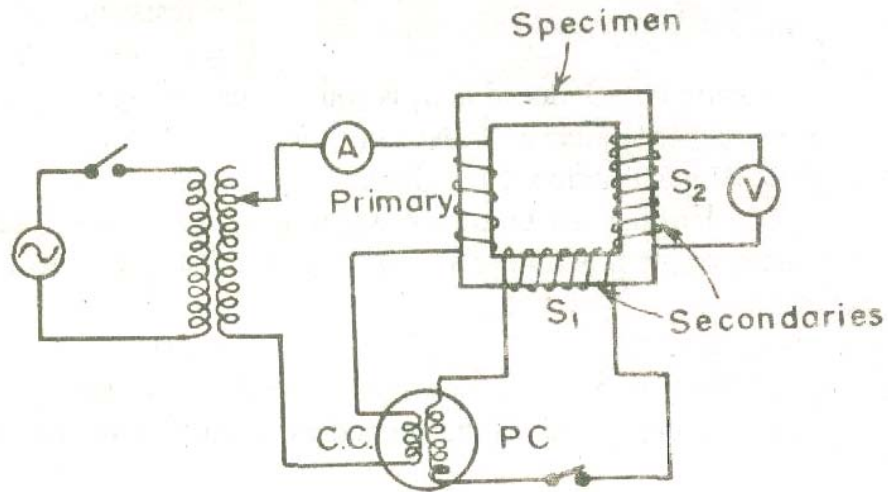 Specimen
A
Primary
S2
V
S1
Secondaries
C.C.
PC